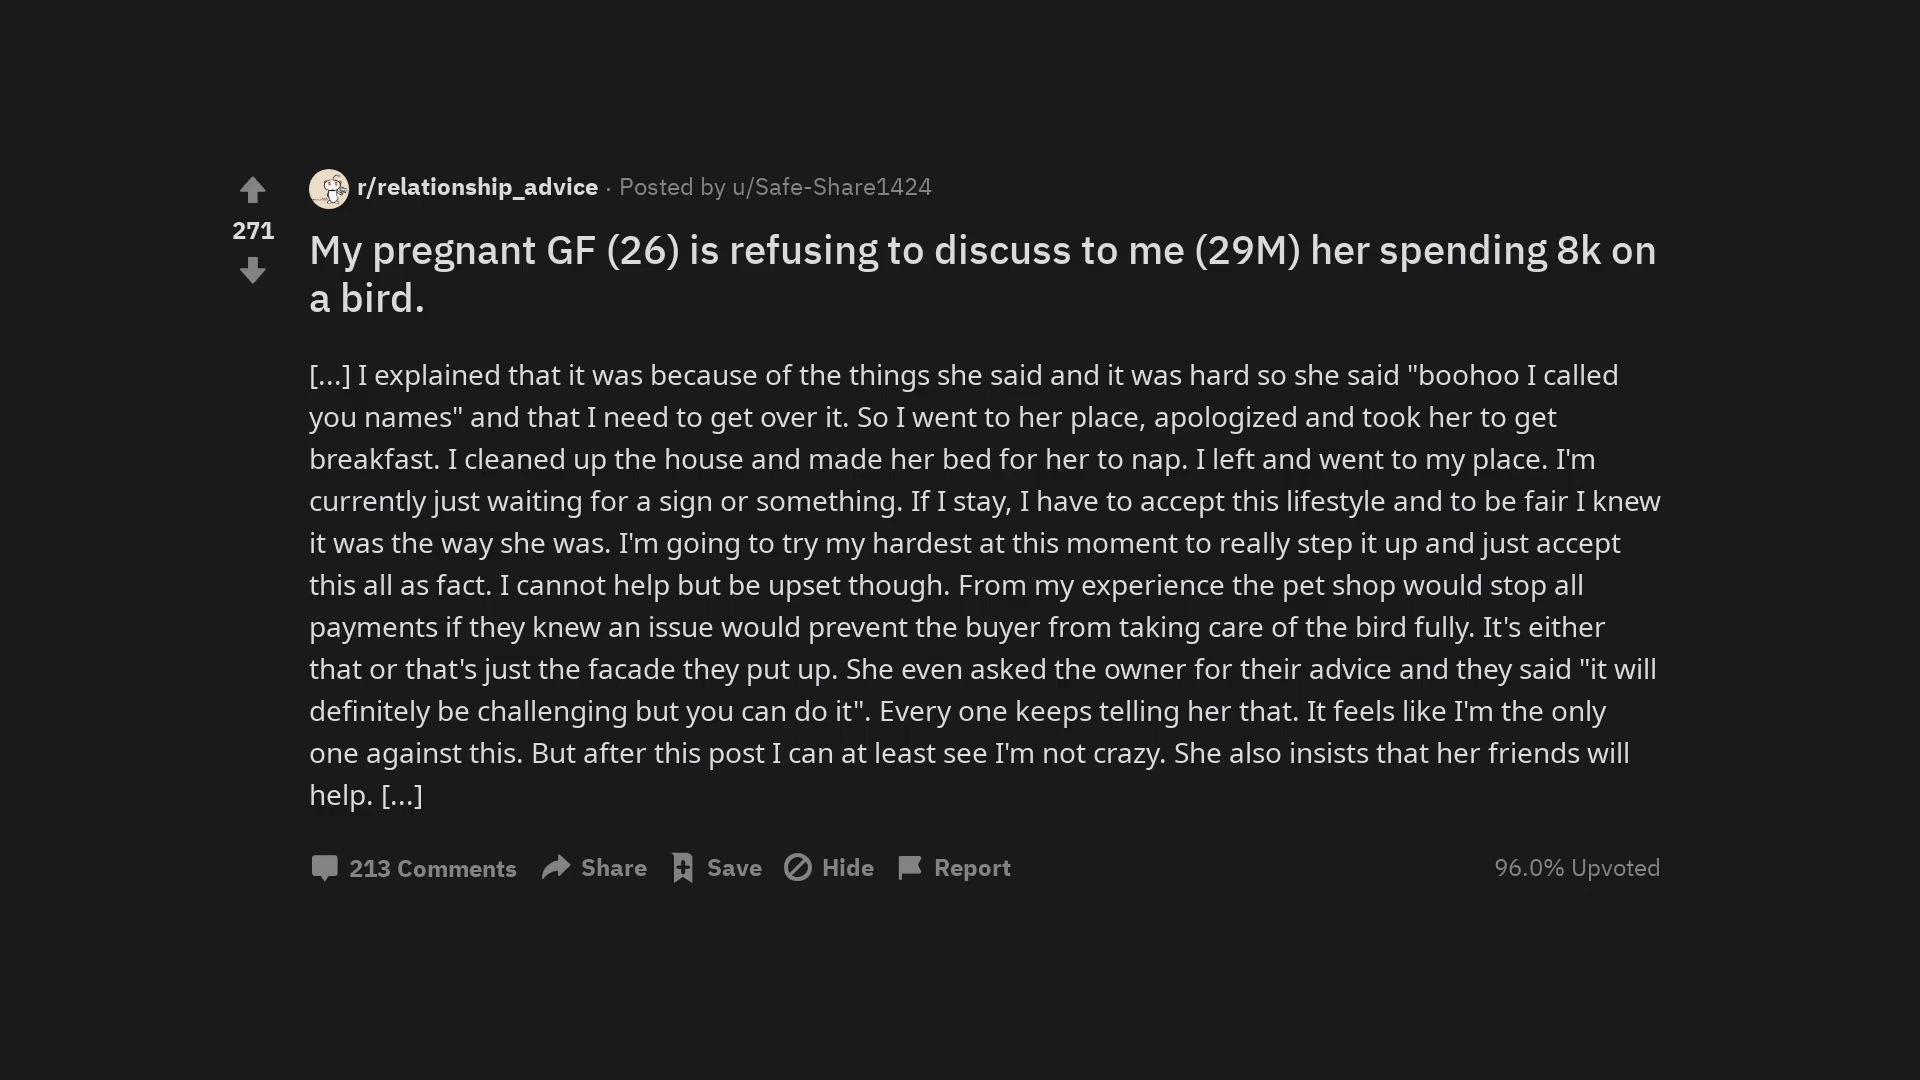 r/relationship_advice · Posted by u/Safe-Share1424
271
My pregnant GF (26) is refusing to discuss to me (29M) her spending 8k on
a bird.
[...] I explained that it was because of the things she said and it was hard so she said "boohoo I called
you names" and that I need to get over it. So I went to her place, apologized and took her to get
breakfast. I cleaned up the house and made her bed for her to nap. I left and went to my place. I'm
currently just waiting for a sign or something. If I stay, I have to accept this lifestyle and to be fair I knew
it was the way she was. I'm going to try my hardest at this moment to really step it up and just accept
this all as fact. I cannot help but be upset though. From my experience the pet shop would stop all
payments if they knew an issue would prevent the buyer from taking care of the bird fully. It's either
that or that's just the facade they put up. She even asked the owner for their advice and they said "it will
definitely be challenging but you can do it". Every one keeps telling her that. It feels like I'm the only
one against this. But after this post I can at least see I'm not crazy. She also insists that her friends will
help. [...]
213 Comments Share Save Hide Report 96.0% Upvoted